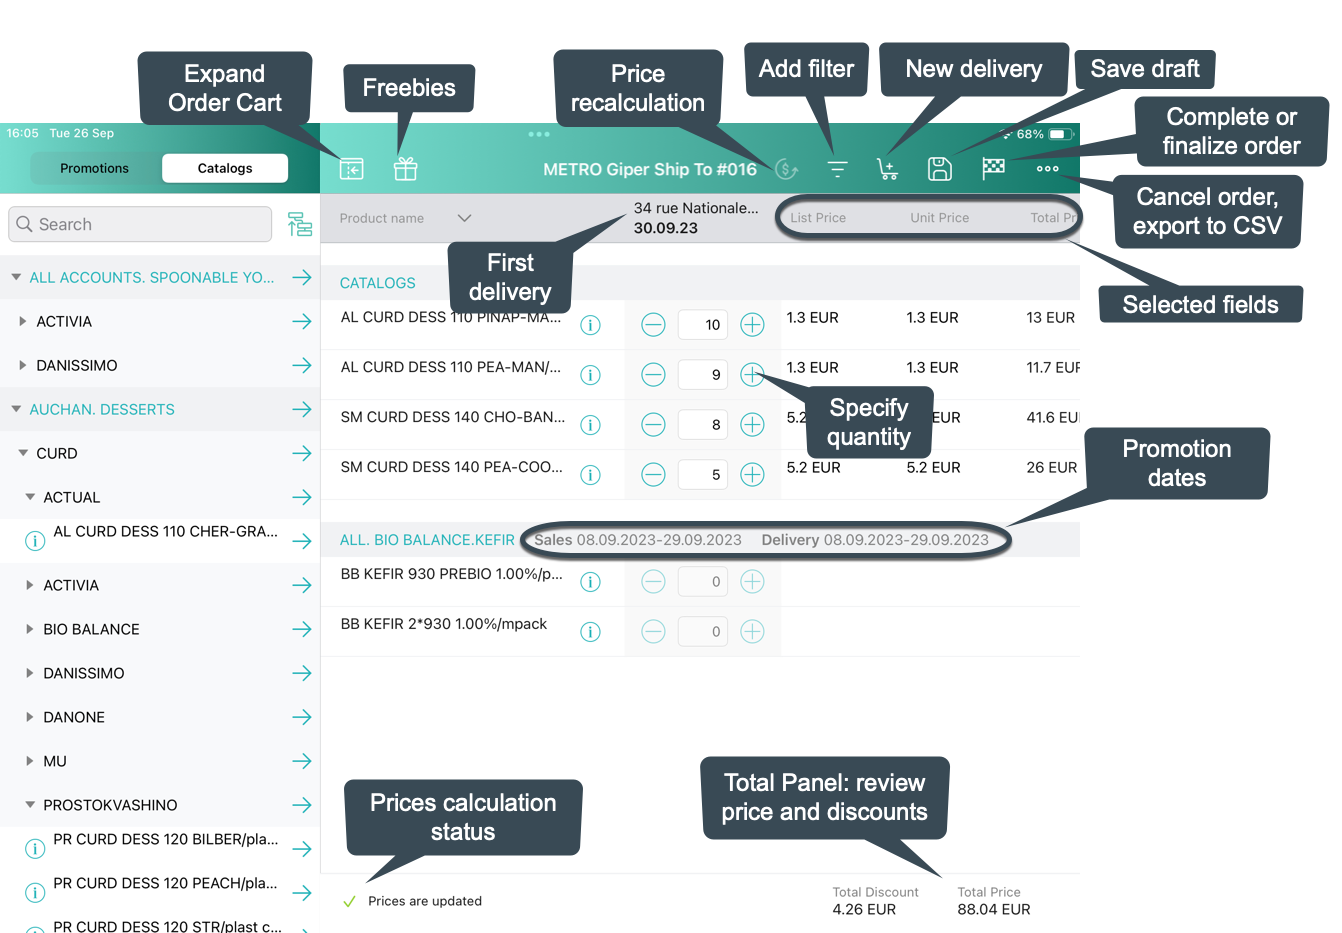 Expand
Order Cart
Freebies
Price
recalculation
Add filter
New delivery
Save draft
Complete or
finalize order
Cancel order,
export to CSV
Selected fields
16:05 Tue 26 Sep
68%
Promotions
Catalogs
METRO Giper Ship To #016
Search
Product name
34 rue Nationale...
30.09.23
List Price
Unit Price
Total Pr
First
delivery
ALL ACCOUNTS. SPOONABLE YO...
ACTIVIA
DANISSIMO
AUCHAN. DESSERTS
CURD
ACTUAL
AL CURD DESS 110 CHER-GRA...
ACTIVIA
BIO BALANCE
DANISSIMO
DANONE
MU
PROSTOKVASHINO
PR CURD DESS 120 BILBER/pla...
PR CURD DESS 120 PEACH/pla...
PR CURD DESS 120 STR/plast c...
CATALOGS
AL CURD DESS 110 PINAP-MA... 10 1.3 EUR 1.3 EUR 13 EUR
AL CURD DESS 110 PEA-MAN/... 9 1.3 EUR 1.3 EUR 11.7 EUR
SM CURD DESS 140 CHO-BAN... 8 5.2 EUR 41.6 EU
SM CURD DESS 140 PEA-COO... 5 5.2 EUR 5.2 EUR 26 EUR
Specify
quantity
Promotion
dates
ALL. BIO BALANCE.KEFIR Sales 08.09.2023-29.09.2023 Delivery 08.09.2023-29.09.2023
BB KEFIR 930 PREBIO 1.00%/p... 0
BB KEFIR 2*930 1.00%/mpack 0
Prices calculation
status
Total Panel: review
price and discounts
Prices are updated
Total Discount
4.26 EUR
Total Price
88.04 EUR